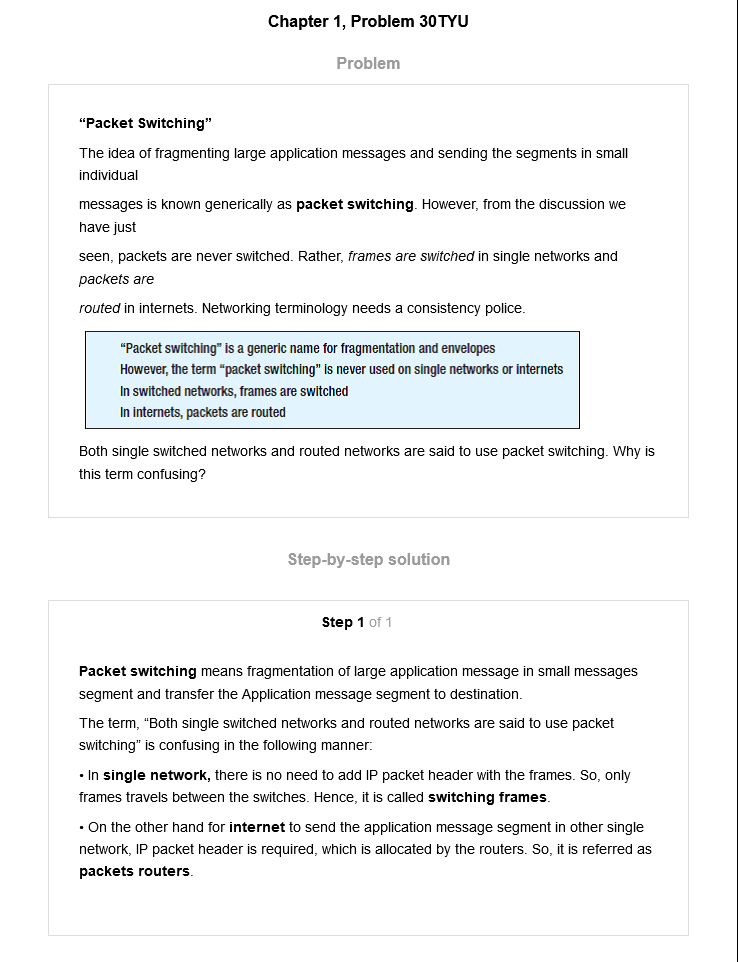 Chapter 1, Problem 30TYU
Problem
“Packet Switching”
The idea of fragmenting large application messages and sending the segments in small
individual
messages is known generically as packet switching. However, from the discussion we
have just
seen, packets are never switched. Rather, frames are switched in single networks and
packets are
routed in internets. Networking terminology needs a consistency police.
“Packet switching” is a generic name for fragmentation and envelopes
However, the term “packet switching” is never used on single networks or internets
In switched networks, frames are switched
In internets, packets are routed
Both single switched networks and routed networks are said to use packet switching. Why is
this term confusing?
Step-by-step solution
Step 1 of 1
Packet switching means fragmentation of large application message in small messages
segment and transfer the Application message segment to destination.
The term, “Both single switched networks and routed networks are said to use packet
switching” is confusing in the following manner:
• In single network, there is no need to add IP packet header with the frames. So, only
frames travels between the switches. Hence, it is called switching frames.
• On the other hand for internet to send the application message segment in other single
network, IP packet header is required, which is allocated by the routers. So, it is referred as
packets routers.